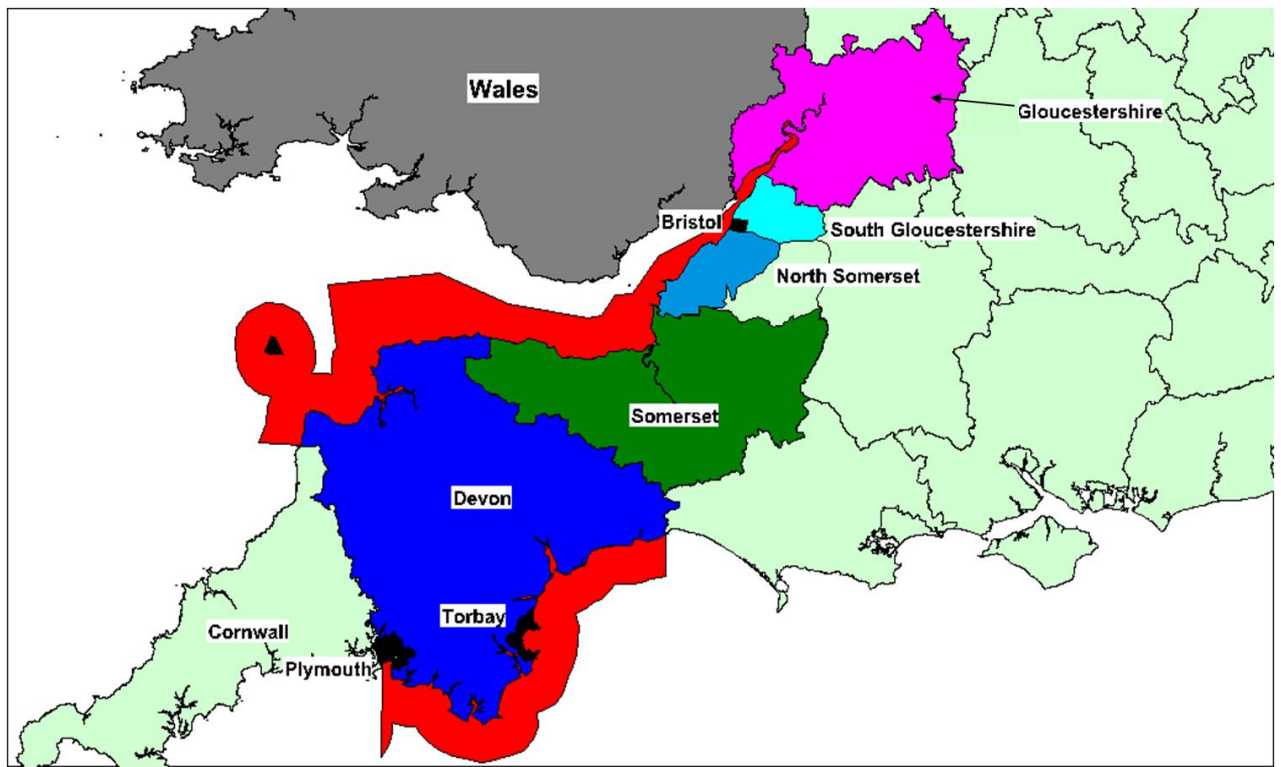 Wales
Gloucestershire
Bristol
South Gloucestershire
North Somerset
Somerset
Devon
Torbay
Cornwall
Plymouth